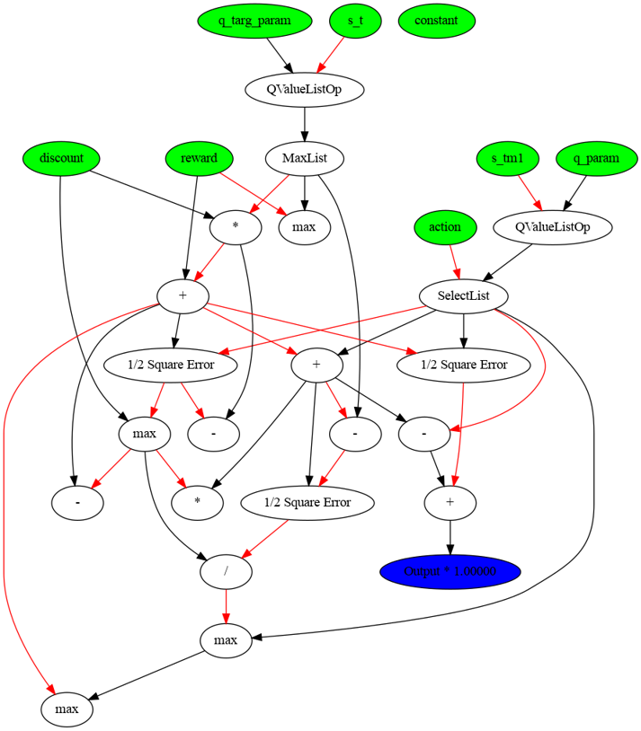 q_targ_param s_t constant
QValueListOp
discount reward MaxList s_tm1 q_param
* max action QValueListOp
+ SelectList
1/2 Square Error + 1/2 Square Error
max - - -
- * 1/2 Square Error +
/ Output * 1.00000
max
max